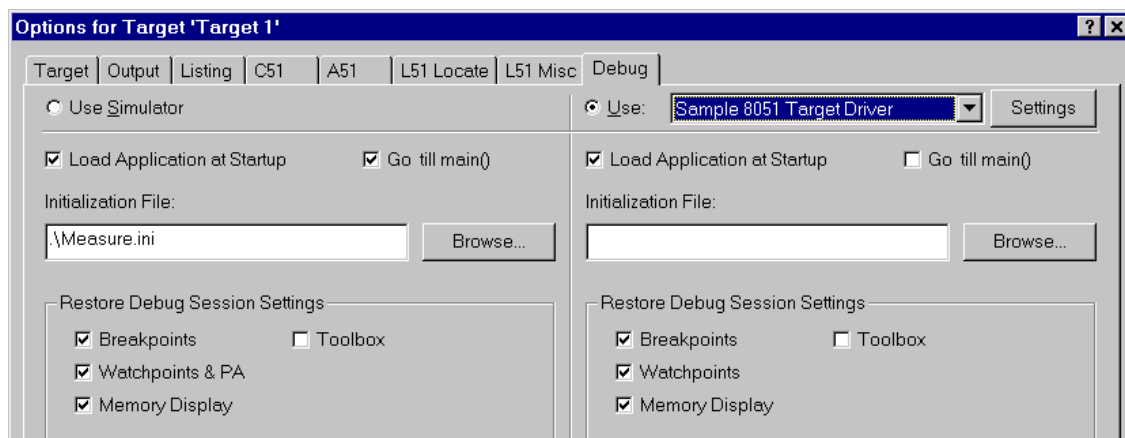 Options for Target 'Target 1'
Target Output Listing C51 A51 L51 Locate L51 Misc Debug
Use Simulator Use: Sample 8051 Target Driver Settings
Load Application at Startup Go till main() Load Application at Startup Go till main()
Initialization File: Initialization File:
.\Measure.ini Browse... Browse...
Restore Debug Session Settings Restore Debug Session Settings
Breakpoints Toolbox Breakpoints Toolbox
Watchpoints & PA Watchpoints
Memory Display Memory Display